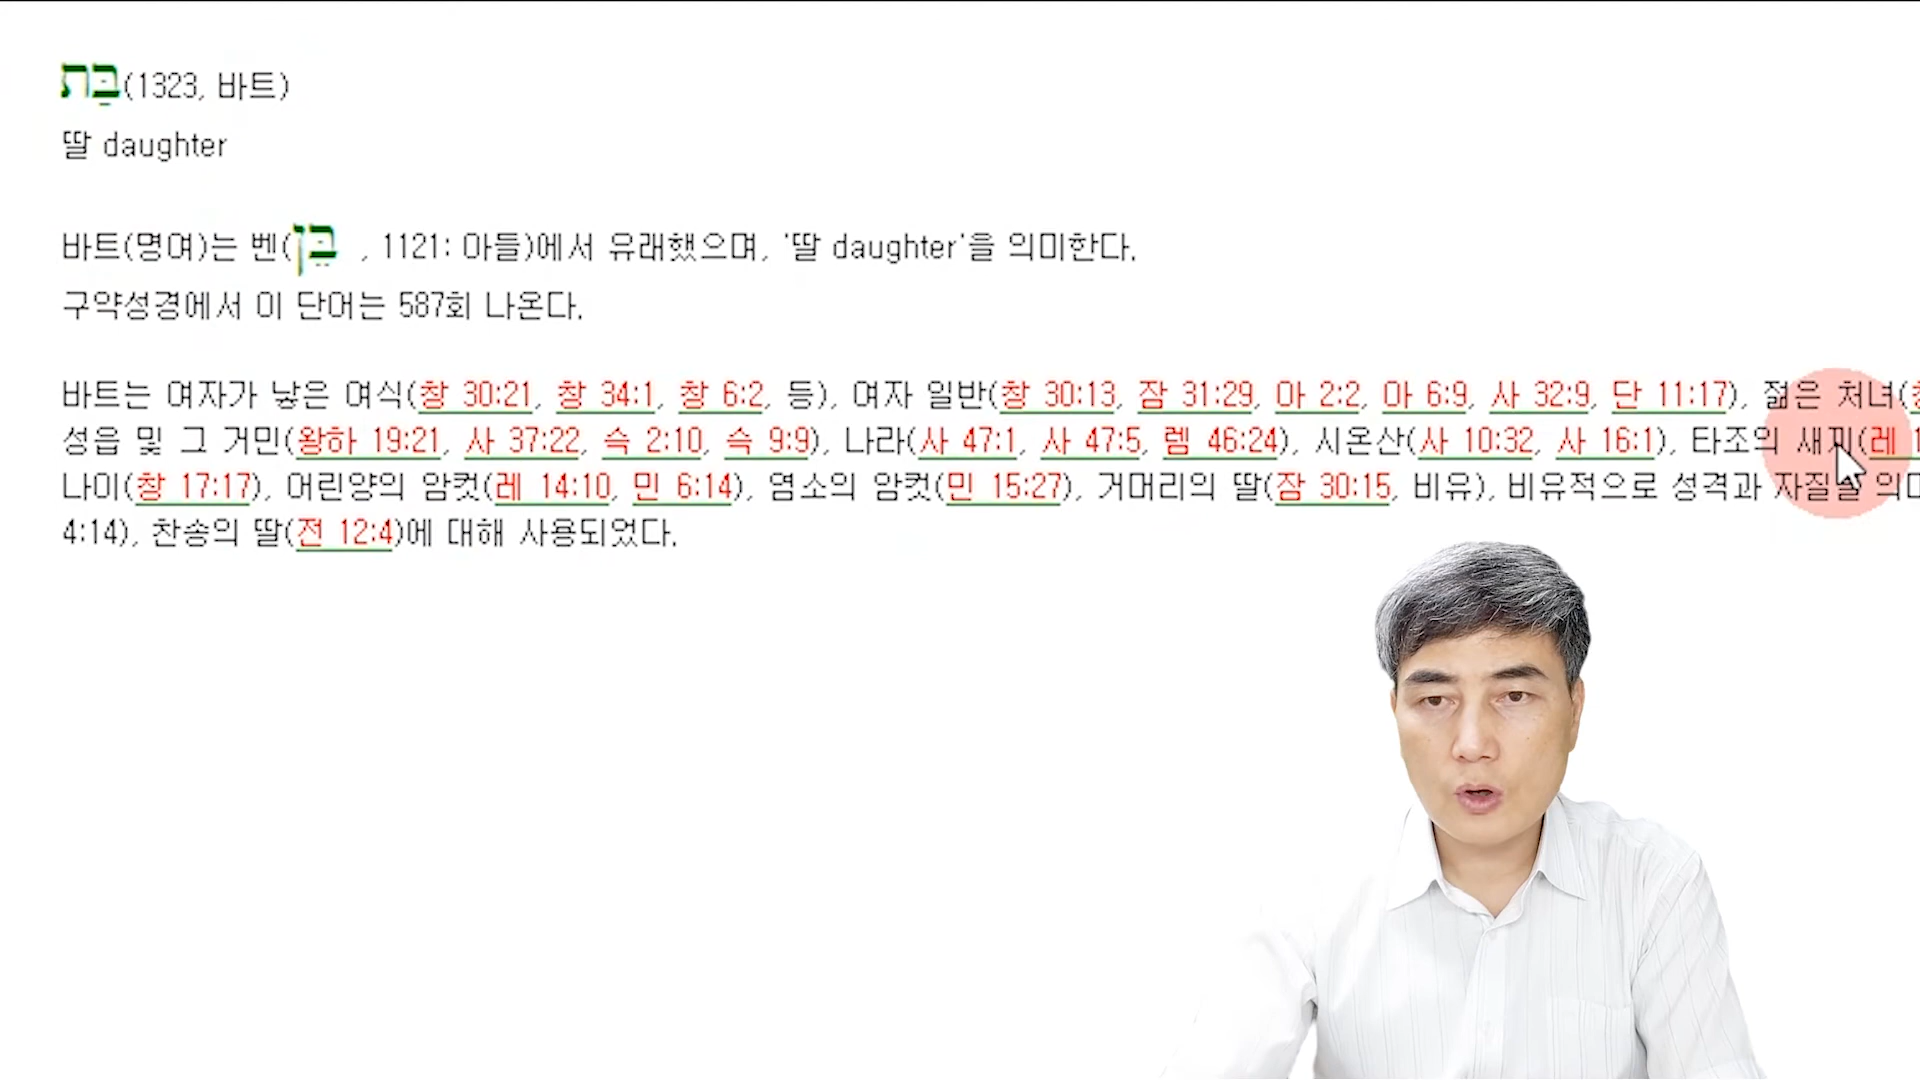 בַּת(1323, 바트)
딸 daughter
바트(명여)는 벤(בֵּן , 1121: 아들)에서 유래했으며, '딸 daughter'을 의미한다.
구약성경에서 이 단어는 587회 나온다.
바트는 여자가 낳은 여식(창 30:21, 창 34:1, 창 6:2, 등), 여자 일반(창 30:13, 잠 31:29, 아 2:2, 아 6:9, 사 32:9, 단 11:17), 젊은 처녀(
성읍 및 그 거민(왕하 19:21, 사 37:22, 슥 2:10, 슥 9:9), 나라(사 47:1, 사 47:5, 렘 46:24), 시온산(사 10:32, 사 16:1), 타조의 새끼(레
나이(창 17:17), 어린양의 암컷(레 14:10, 민 6:14), 염소의 암컷(민 15:27), 거머리의 딸(잠 30:15, 비유), 비유적으로 성격과 자질을
4:14), 찬송의 딸(전 12:4)에 대해 사용되었다.